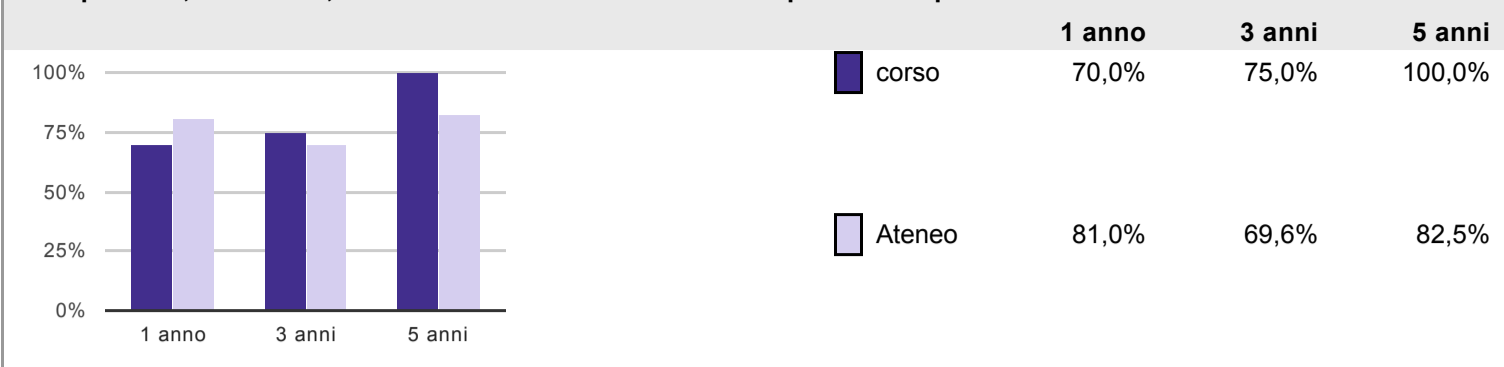 1 anno 3 anni 5 anni
100%
75%
50%
25%
0%
1 anno 3 anni 5 anni
corso 70,0% 75,0% 100,0%
Ateneo 81,0% 69,6% 82,5%